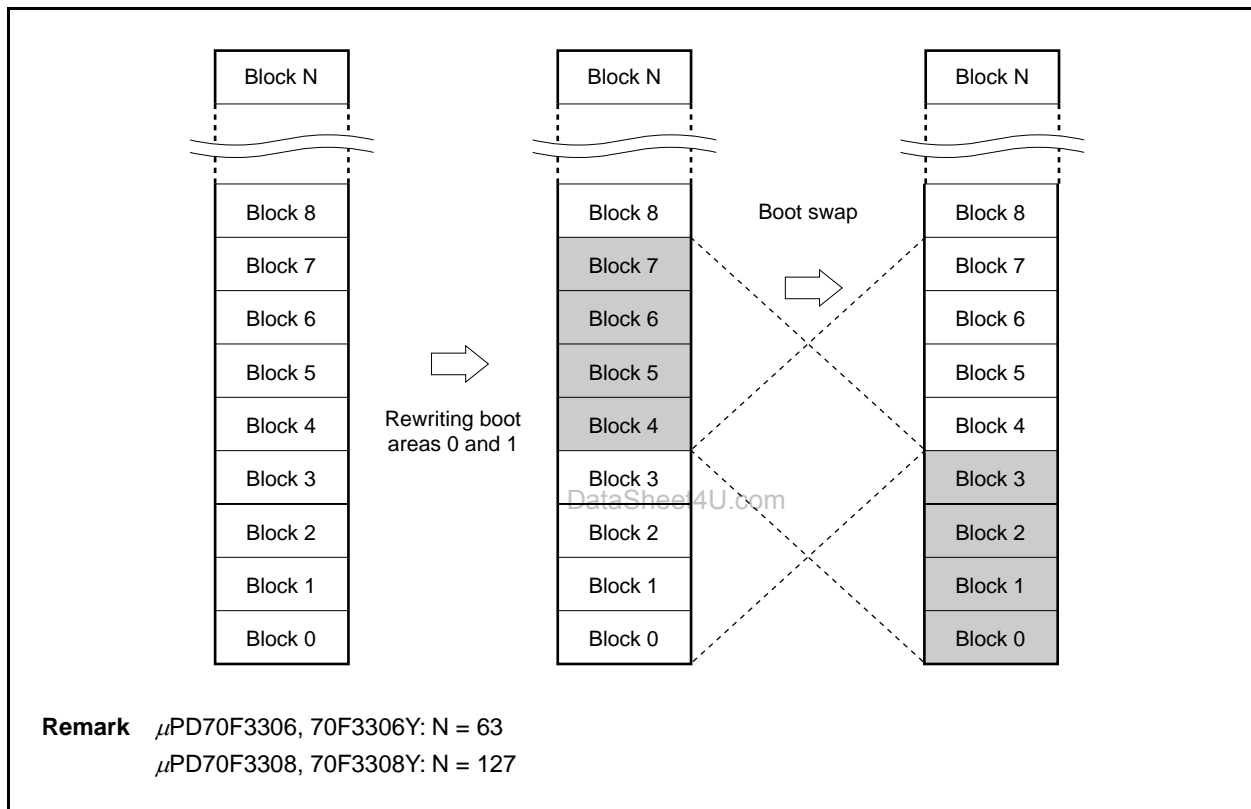 Block N
Block 8
Block 7
Block 6
Block 5
Block 4
Block 3
Block 2
Block 1
Block 0
Rewriting boot
areas 0 and 1
Block N
Block 8
Block 7
Block 6
Block 5
Block 4
Block 3
Block 2
Block 1
Block 0
DataSheet4U.com
Boot swap
Block N
Block 8
Block 7
Block 6
Block 5
Block 4
Block 3
Block 2
Block 1
Block 0
Remark μPD70F3306, 70F3306Y: N = 63
μPD70F3308, 70F3308Y: N = 127